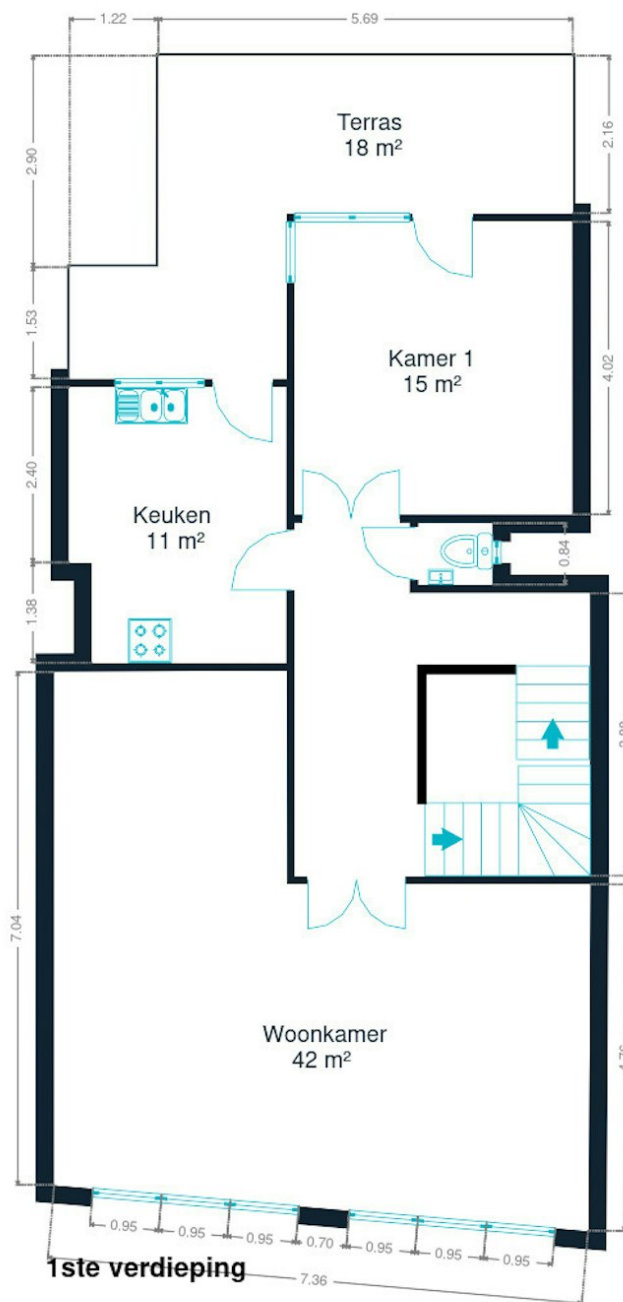 1.22
5.69
2.90
Terras
18 m²
2.16
1.53
Kamer 1
15 m²
4.02
2.40
Keuken
11 m²
0.84
1.38
7.04
Woonkamer
42 m²
0.95
0.95
0.95
0.70
0.95
0.95
0.95
1ste verdieping
7.36